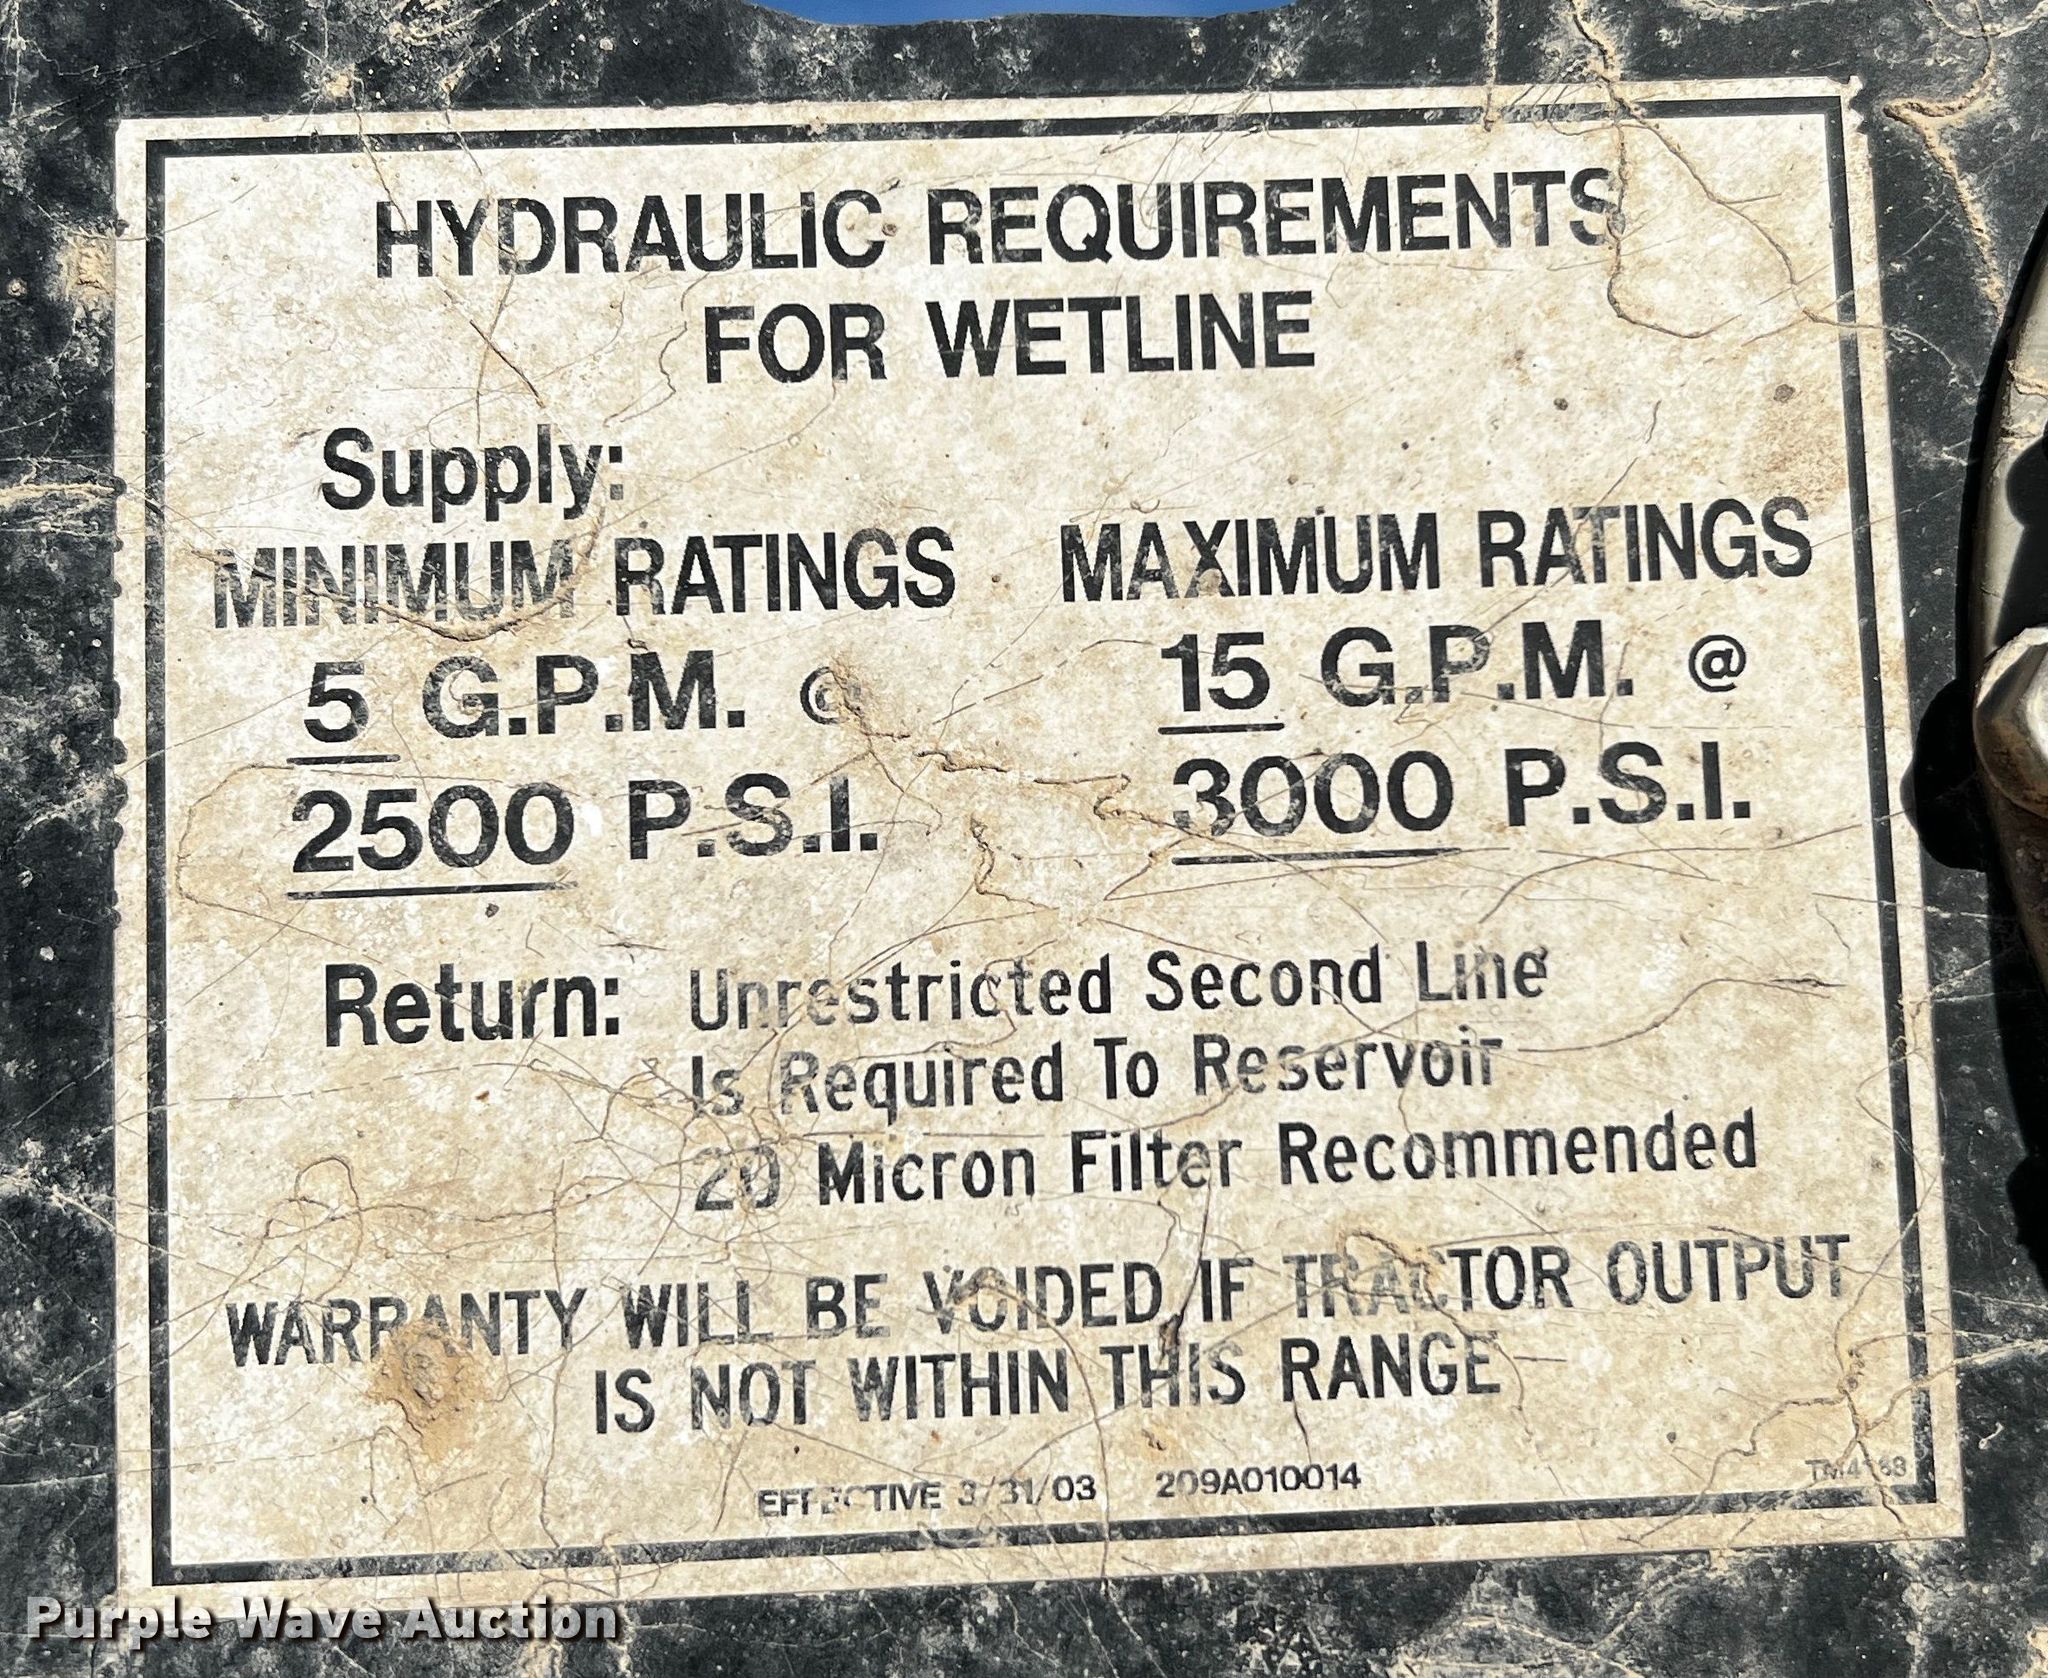 HYDRAULIC REQUIREMENTS
FOR WETLINE
Supply:
MINIMUM RATINGS MAXIMUM RATINGS
5 G.P.M. @ 15 G.P.M. @
2500 P.S.I. 3000 P.S.I.
Return: Unrestricted Second Line
Is Required To Reservoir
20 Micron Filter Recommended
WARRANTY WILL BE VOIDED IF TRACTOR OUTPUT
IS NOT WITHIN THIS RANGE
EFFECTIVE 3/31/03 209A010014
Purple Wave Auction